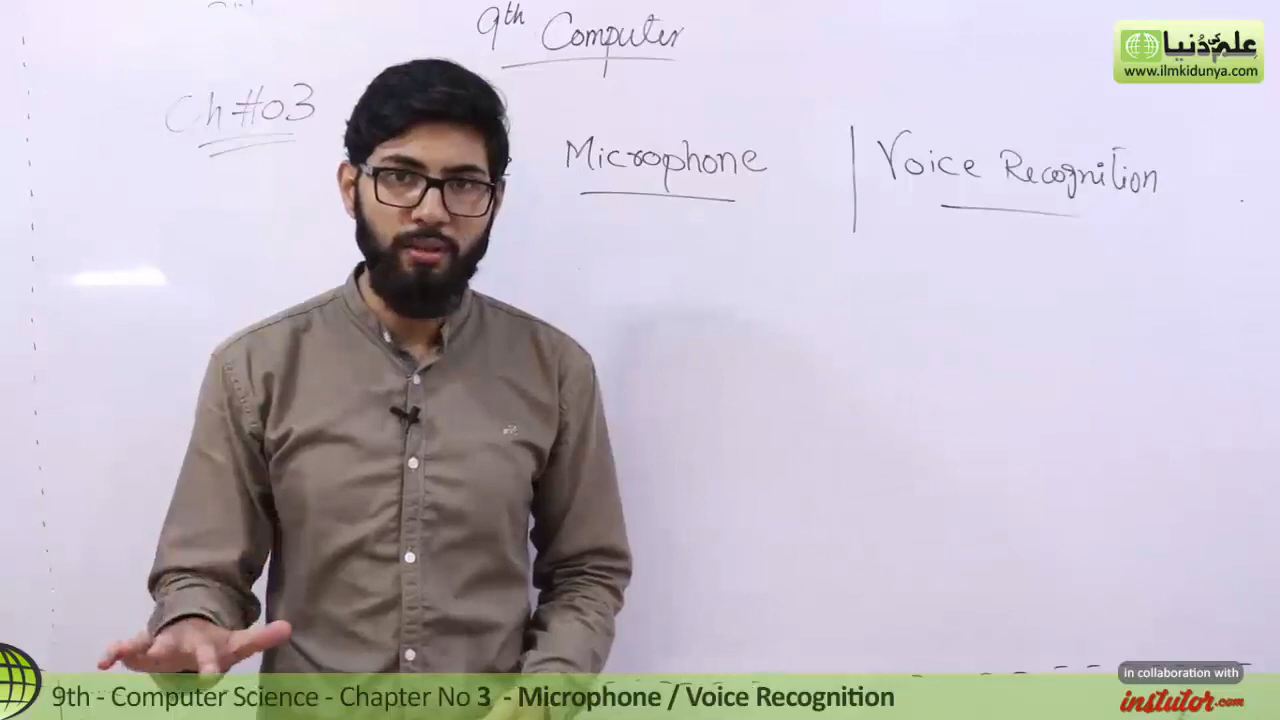 9th Computer
علم کی دُنیا
www.ilmkidunya.com
Ch #03
Microphone
Voice Recognition
in collaboration with
instutor.com
9th - Computer Science - Chapter No 3 - Microphone / Voice Recognition